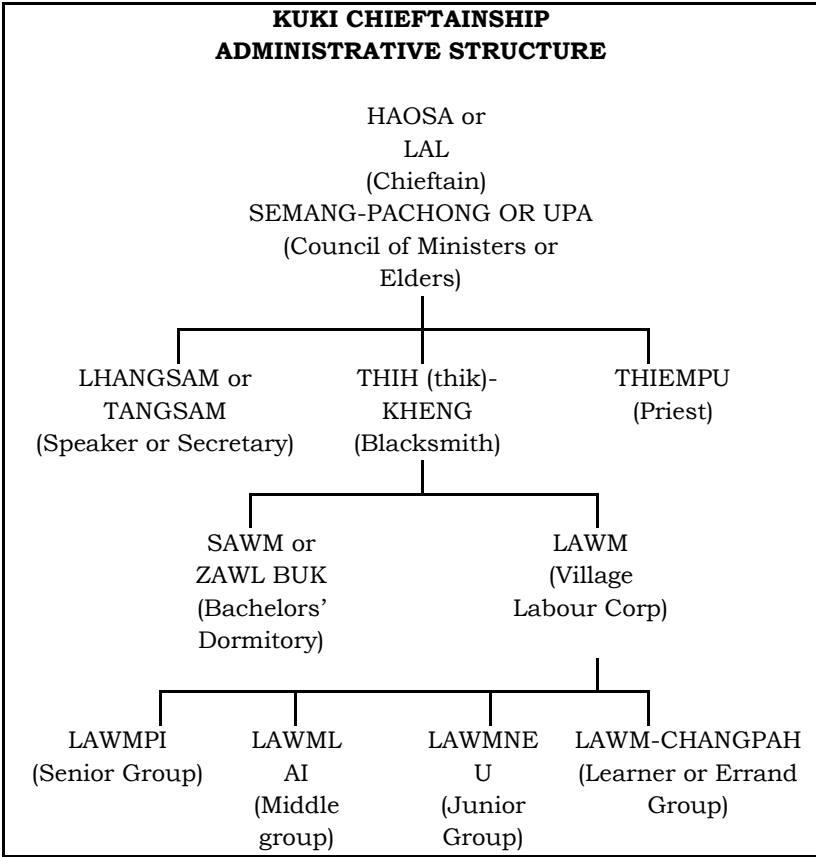 KUKI CHIEFTAINSHIP
ADMINISTRATIVE STRUCTURE
HAOSA or
LAL
(Chieftain)
SEMANG-PACHONG OR UPA
(Council of Ministers or
Elders)
LHANGSAM or
TANGSAM
(Speaker or Secretary)
THIH (thik)-
KHENG
(Blacksmith)
THIEMPU
(Priest)
SAWM or
ZAWL BUK
(Bachelors’
Dormitory)
LAWM
(Village
Labour Corp)
LAWMPI
(Senior Group)
LAWML
AI
(Middle
group)
LAWMNE
U
(Junior
Group)
LAWM-CHANGPAH
(Learner or Errand
Group)